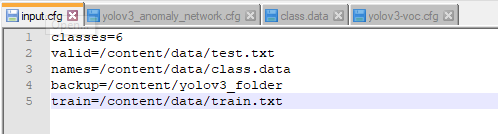 input.cfg yolov3_anomaly_network.cfg class.data yolov3-voc.cfg
1 classes=6
2 valid=/content/data/test.txt
3 names=/content/data/class.data
4 backup=/content/yolov3_folder
5 train=/content/data/train.txt